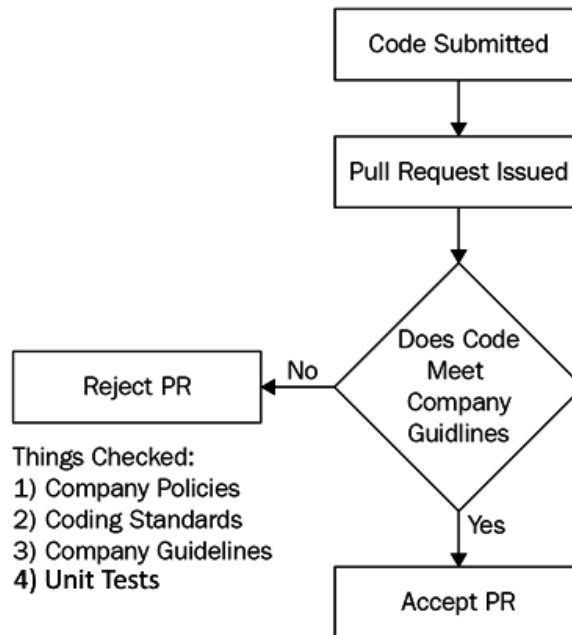 Code Submitted
Pull Request Issued
Does Code
Meet
Company
Guidlines
No
Reject PR
Things Checked:
1) Company Policies
2) Coding Standards
3) Company Guidelines
4) Unit Tests
Yes
Accept PR